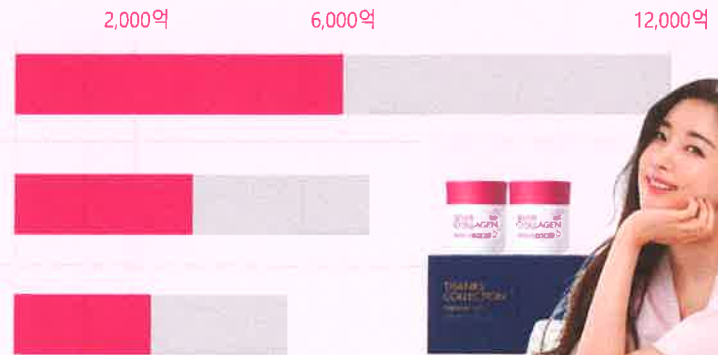 2,000억
6,000억
12,000억
COLLAGEN
COLLAGEN
THANKS
COLLECTION